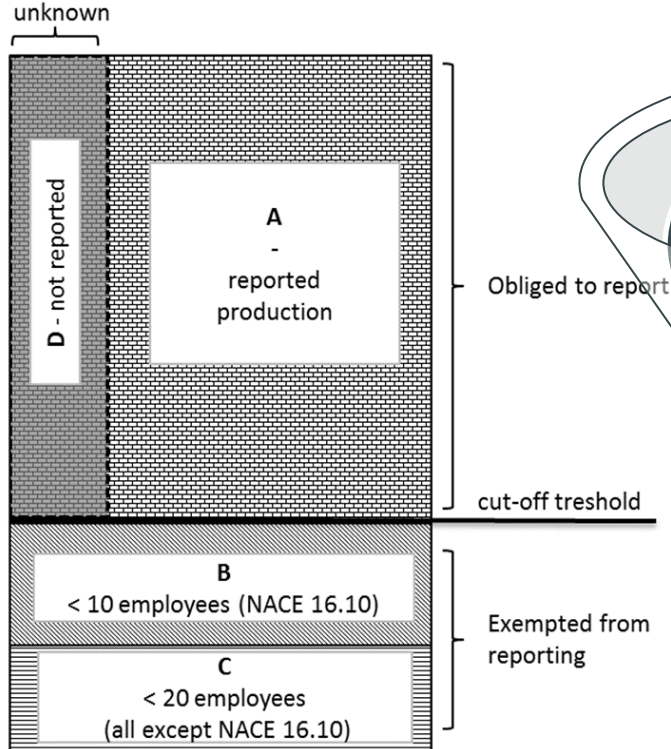 unknown
D - not reported
A
-
reported
production
Obliged to report
cut-off treshold
B
< 10 employees (NACE 16.10)
Exempted from
reporting
C
< 20 employees
(all except NACE 16.10)